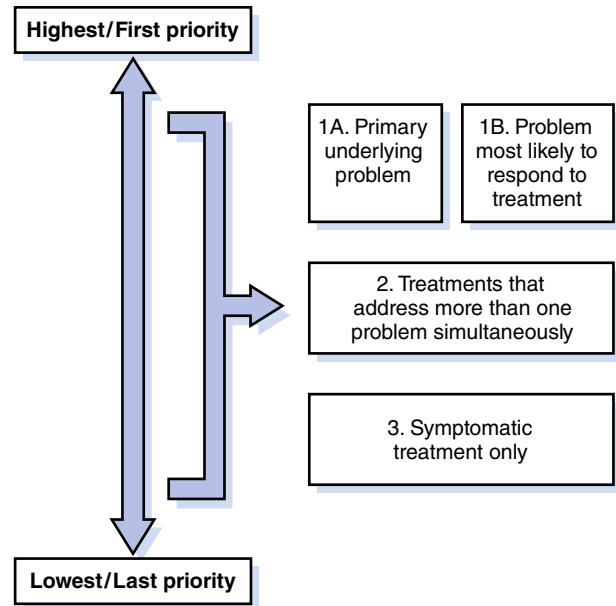 Highest/First priority
1A. Primary
underlying
problem
1B. Problem
most likely to
respond to
treatment
2. Treatments that
address more than one
problem simultaneously
3. Symptomatic
treatment only
Lowest/Last priority